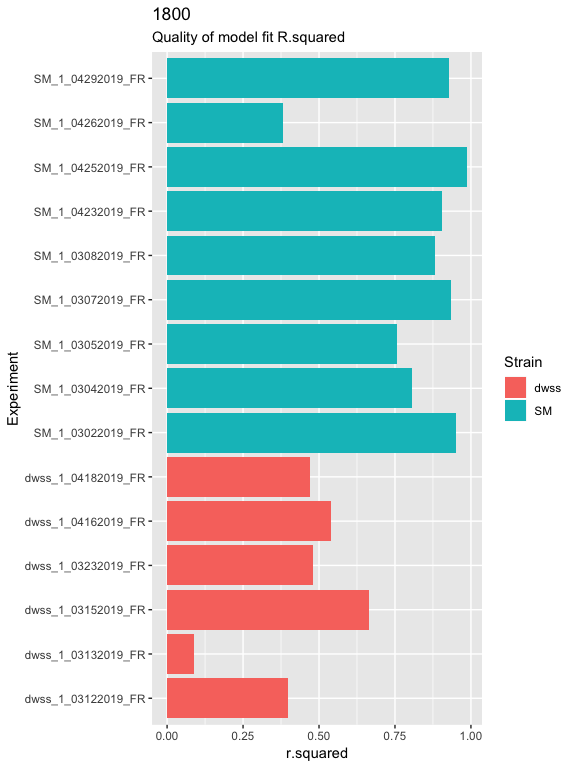 1800
Quality of model fit R.squared
SM_1_04292019_FR
SM_1_04262019_FR
SM_1_04252019_FR
SM_1_04232019_FR
SM_1_03082019_FR
SM_1_03072019_FR
SM_1_03052019_FR
SM_1_03042019_FR
SM_1_03022019_FR
dwss_1_04182019_FR
dwss_1_04162019_FR
dwss_1_03232019_FR
dwss_1_03152019_FR
dwss_1_03132019_FR
dwss_1_03122019_FR
Experiment
0.00 0.25 0.50 0.75 1.00
r.squared
Strain
dwss
SM